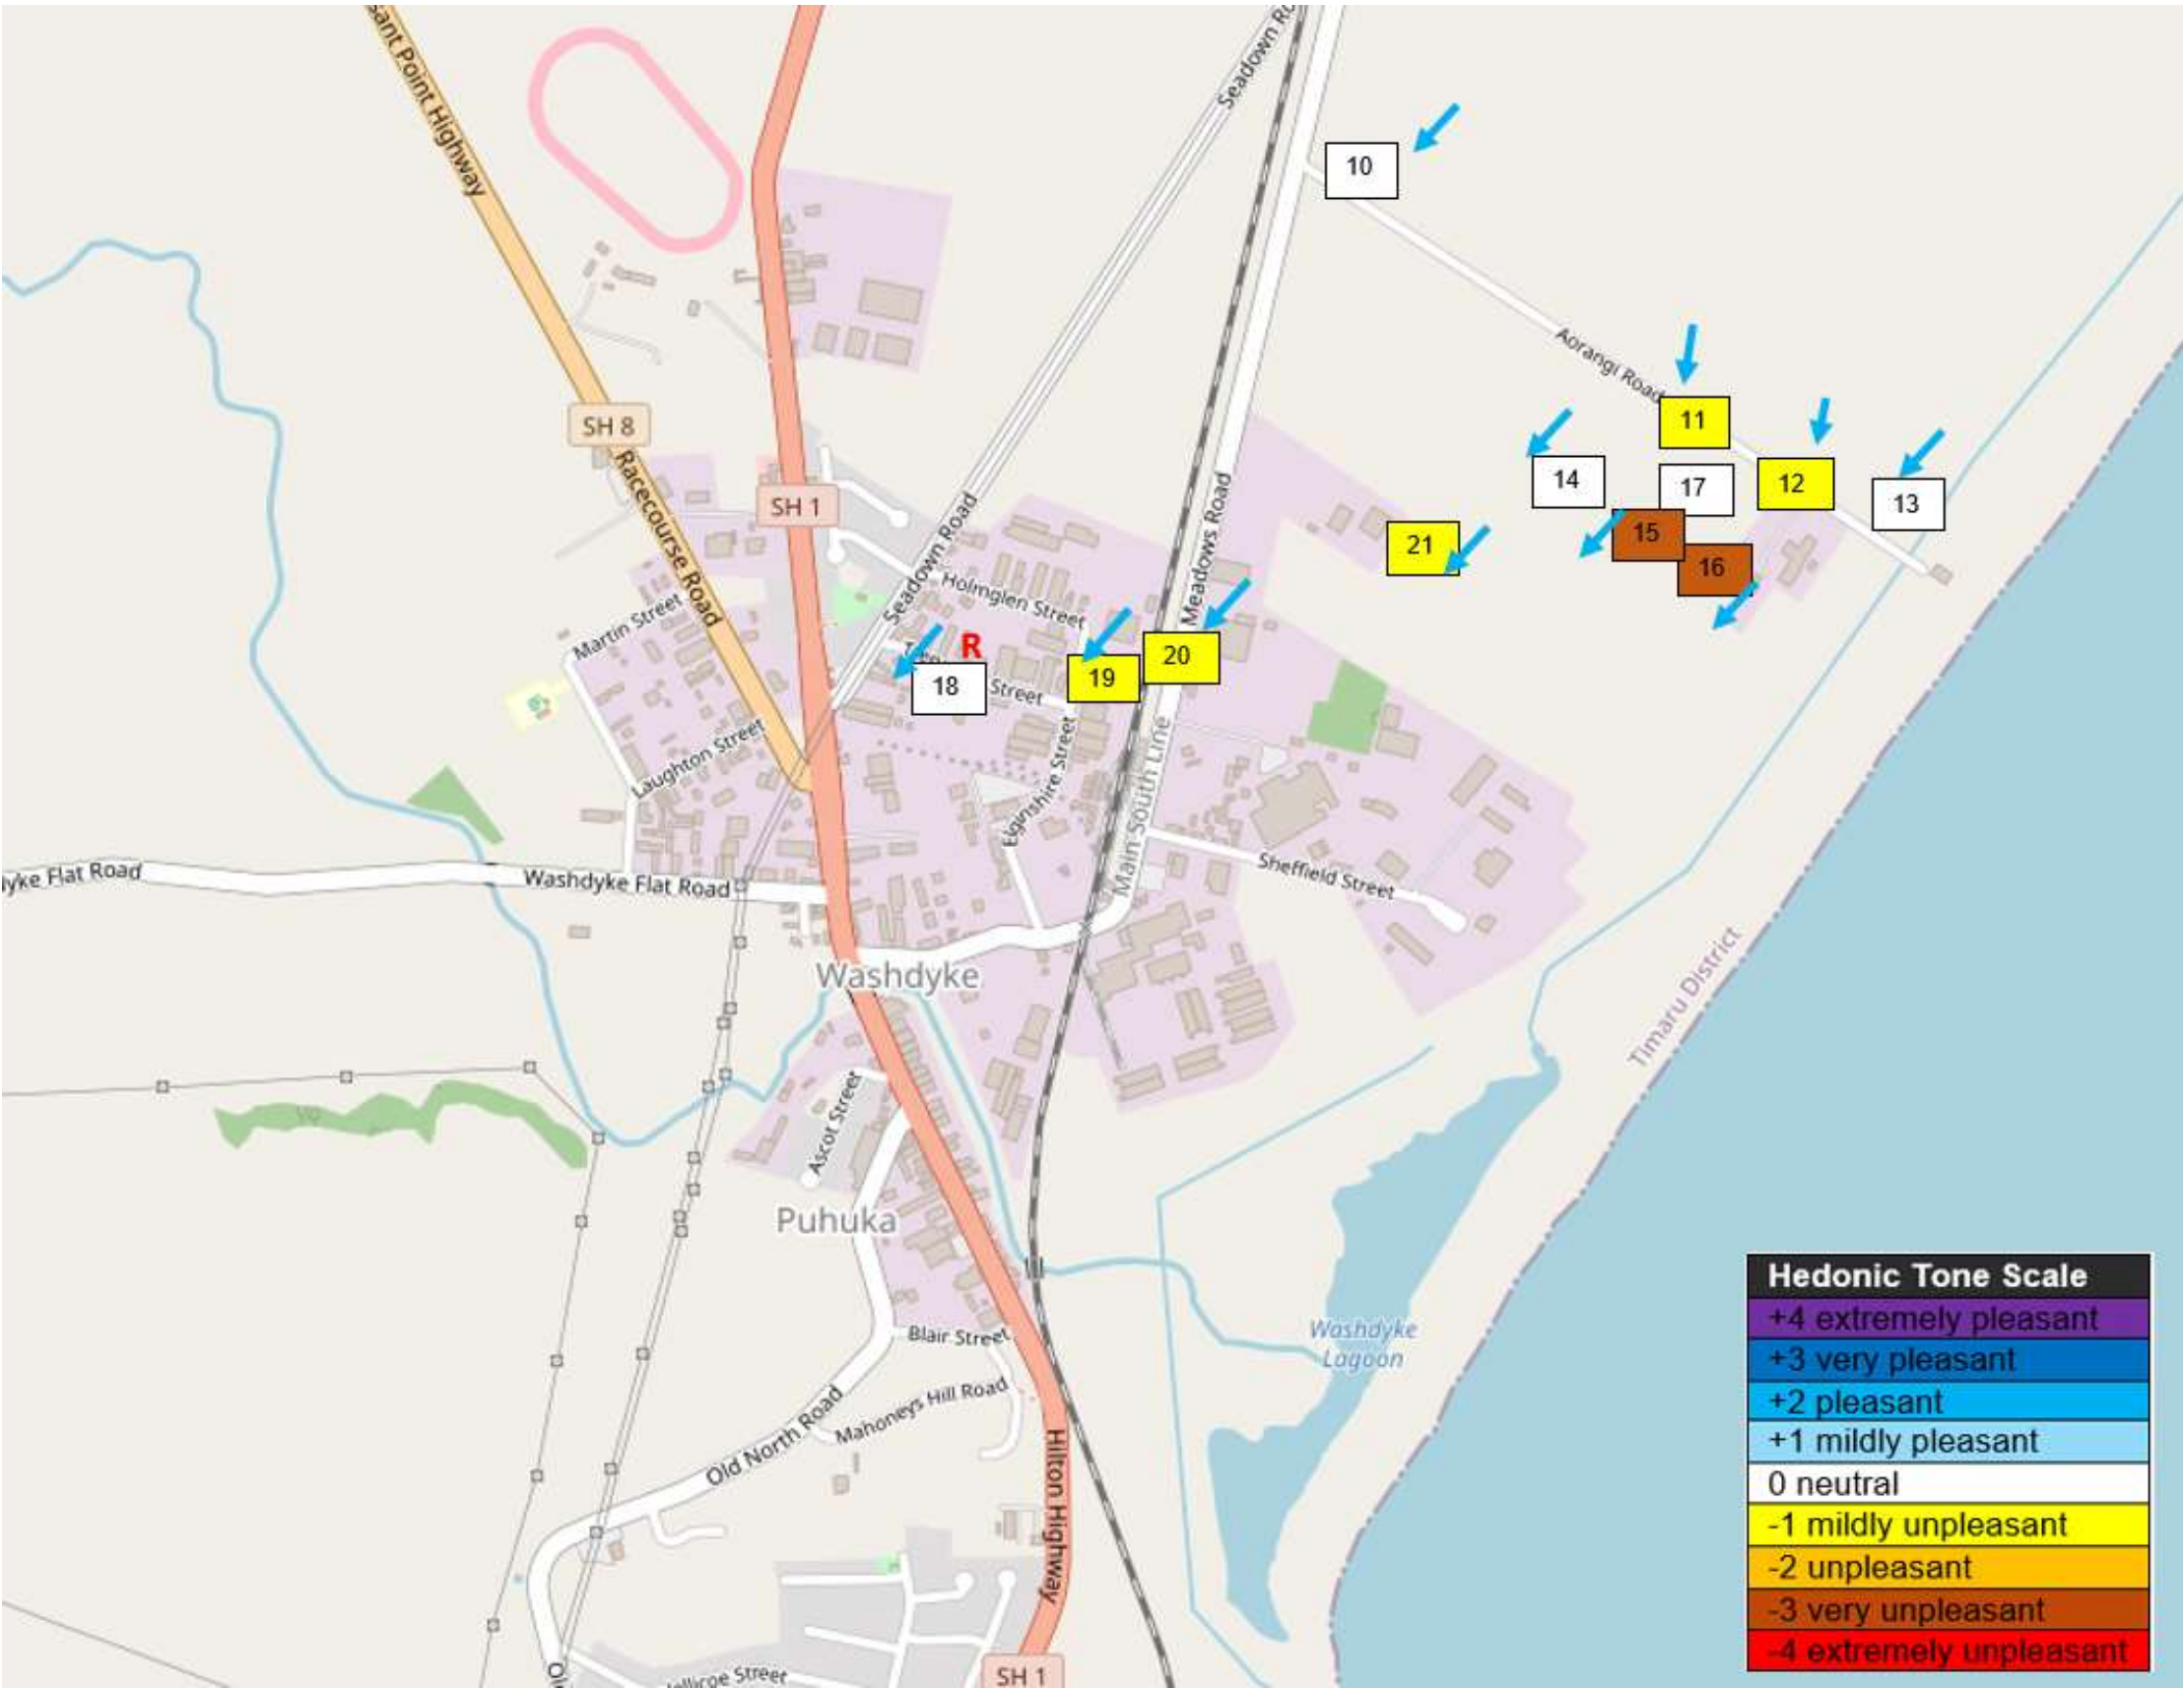 sant Point Highway
Seadown Ro
10
Aorangi Road
11
SH 8
14
17
12
13
SH 1
Racecourse Road
Seadown Road
Meadows Road
15
21
16
Holmglen Street
Martin Street
R
20
19
18
Street
Laughton Street
Elginshire Street
Main South Line
Sheffield Street
yke Flat Road
Washdyke Flat Road
Washdyke
Timaru District
Ascot Street
Puhuka
Blair Street
Washdyke
Lagoon
Mahoneys Hill Road
Old North Road
Hilton Highway
SH 1
Ol
ellicoe Street
Hedonic Tone Scale
+4 extremely pleasant
+3 very pleasant
+2 pleasant
+1 mildly pleasant
0 neutral
-1 mildly unpleasant
-2 unpleasant
-3 very unpleasant
-4 extremely unpleasant